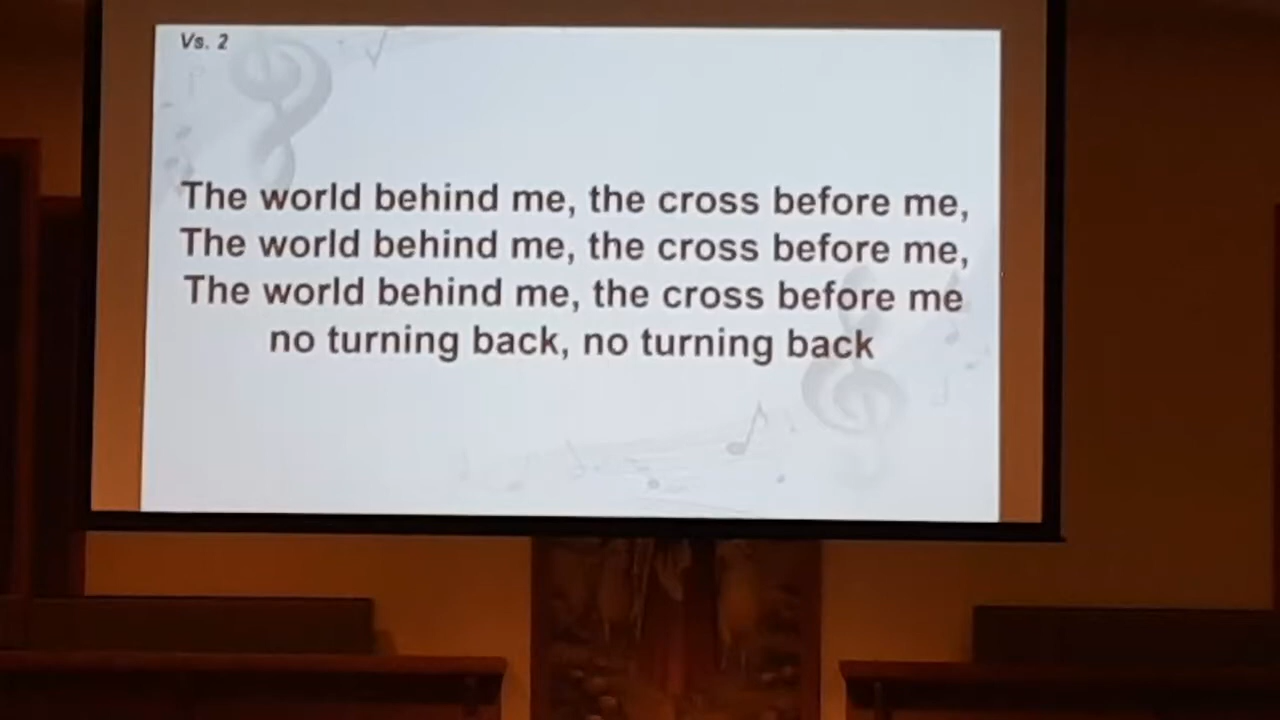 Vs. 2
The world behind me, the cross before me,
The world behind me, the cross before me,
The world behind me, the cross before me
no turning back, no turning back